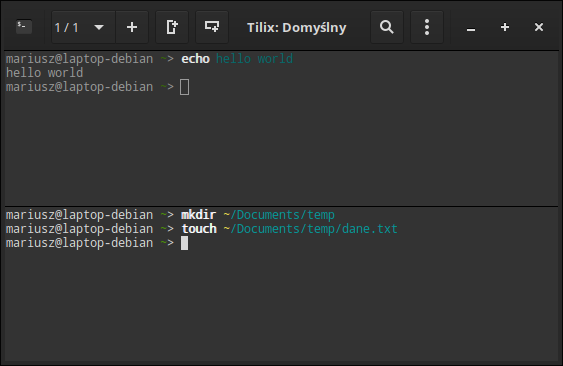 1 / 1
Tilix: Domyślny
mariusz@laptop-debian ~> echo hello world
hello world
mariusz@laptop-debian ~>
mariusz@laptop-debian ~> mkdir ~/Documents/temp
mariusz@laptop-debian ~> touch ~/Documents/temp/dane.txt
mariusz@laptop-debian ~>